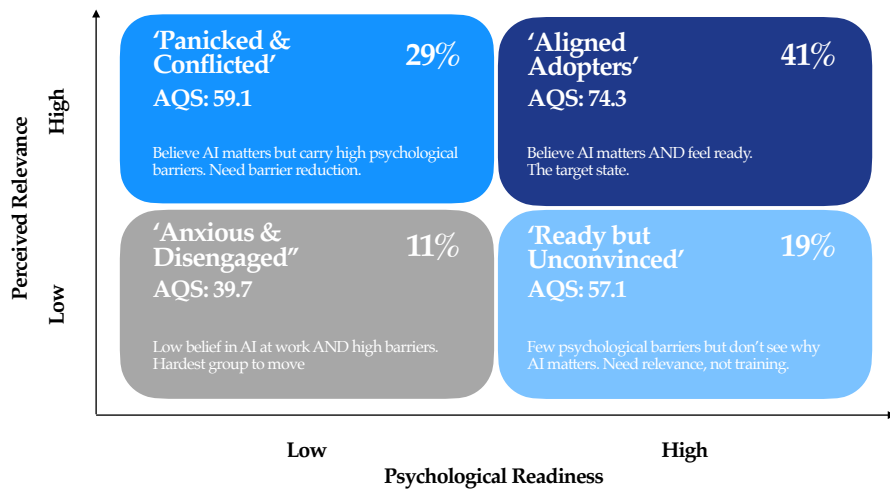 ‘Panicked &
Conflicted’
29%
AQS: 59.1
Believe AI matters but carry high psychological
barriers. Need barrier reduction.
‘Aligned
Adopters’
41%
AQS: 74.3
Believe AI matters AND feel ready.
The target state.
‘Anxious &
Disengaged”
11%
AQS: 39.7
Low belief in AI at work AND high barriers.
Hardest group to move
‘Ready but
Unconvinced’
19%
AQS: 57.1
Few psychological barriers but don’t see why
AI matters. Need relevance, not training.
Perceived Relevance
High
Low
Low
High
Psychological Readiness